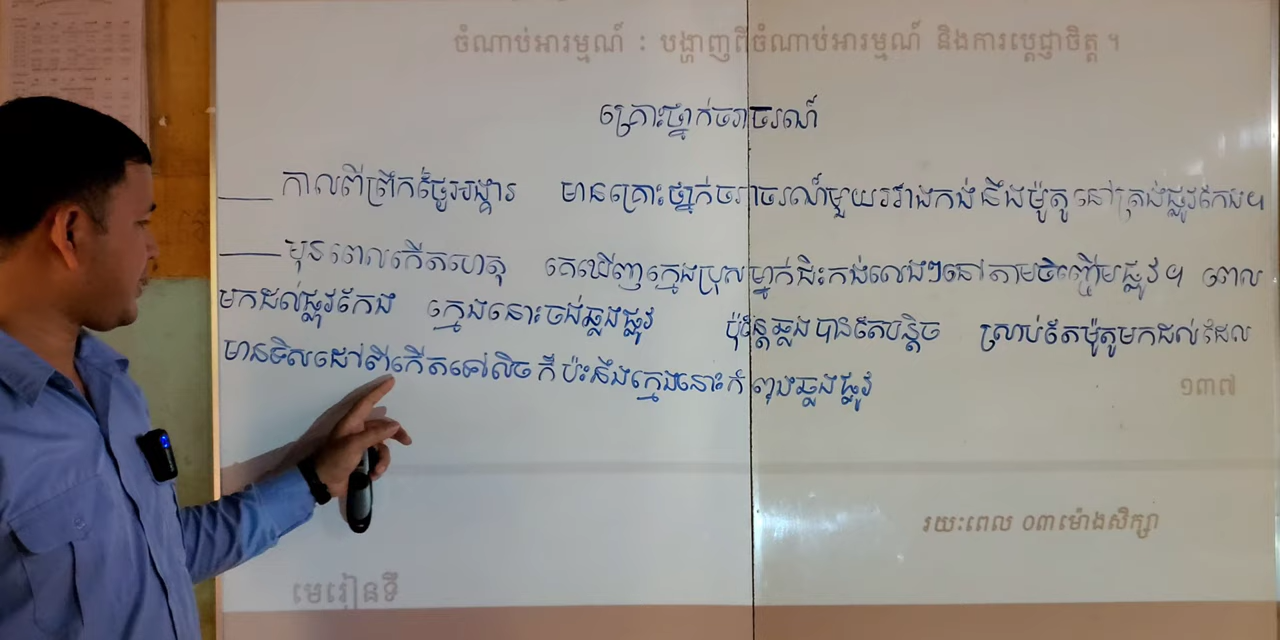 ចំណាប់អារម្មណ៍ : បង្ហាញពីចំណាប់អារម្មណ៍ និងការប្តេជ្ញាចិត្ត ។
គ្រោះថ្នាក់ចរាចរណ៍
កាលពីព្រឹកថ្ងៃអង្គារ មានគ្រោះថ្នាក់ចរាចរណ៍មួយរវាងកង់នឹងម៉ូតូនៅត្រង់ផ្លូវកែង។
មុនពេលកើតហេតុ គេឃើញក្មេងប្រុសម្នាក់ជិះកង់លេងៗនៅតាមចិញ្ចើមផ្លូវ។ ពេល
មកដល់ផ្លូវកែង ក្មេងនោះចង់ឆ្លងផ្លូវ ប៉ុន្តែឆ្លងបានតែបន្តិច ស្រាប់តែម៉ូតូមកដល់ដែល
មានទិសដៅពីកើតទៅលិចក៏ប៉ះនឹងក្មេងនោះកំពុងឆ្លងផ្លូវ
១៣៧
រយៈពេល ០៣ម៉ោងសិក្សា
មេរៀនទី